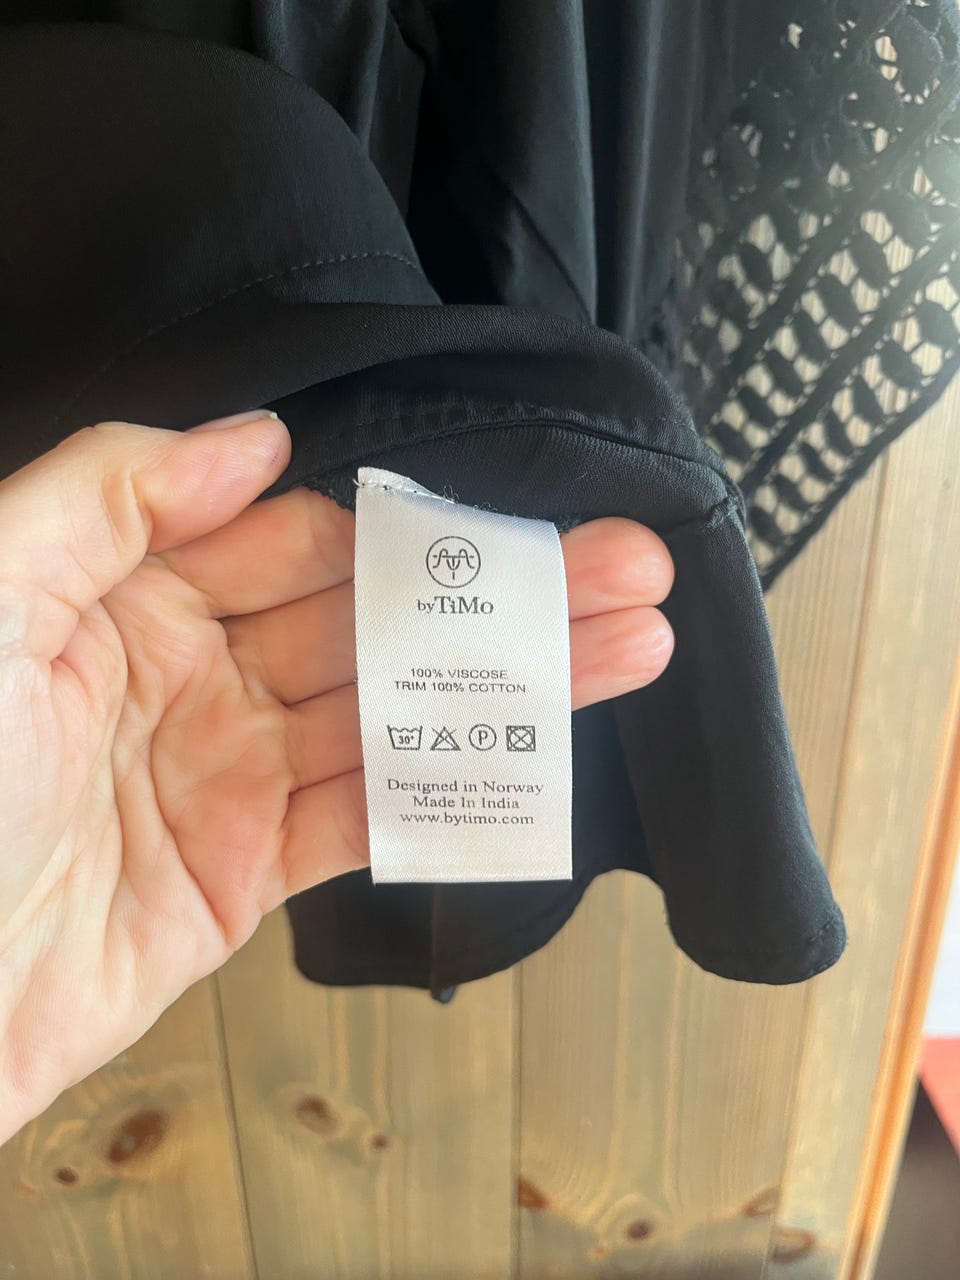 byTiMo
100% VISCOSE
TRIM 100% COTTON
30°
P
Designed in Norway
Made In India
www.bytimo.com